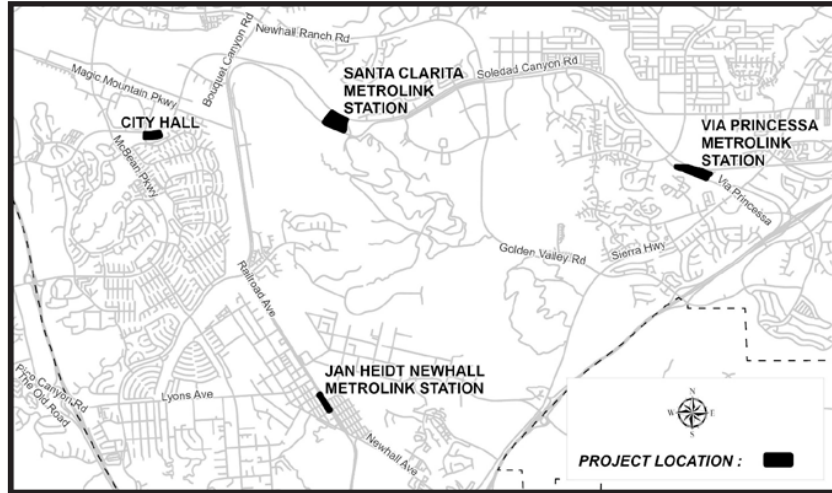 Newhall Ranch Rd
Bouquet Canyon Rd
Magic Mountain Pkwy
SANTA CLARITA
METROLINK
STATION
Soledad Canyon Rd
CITY HALL
McBean Pkwy
VIA PRINCESSA
METROLINK
STATION
Via Princessa
Golden Valley Rd
Sierra Hwy
Railroad Ave
JAN HEIDT NEWHALL
METROLINK STATION
Pico Canyon Rd
The Old Road
Lyons Ave
Newhall Ave
N
W E
S
PROJECT LOCATION :